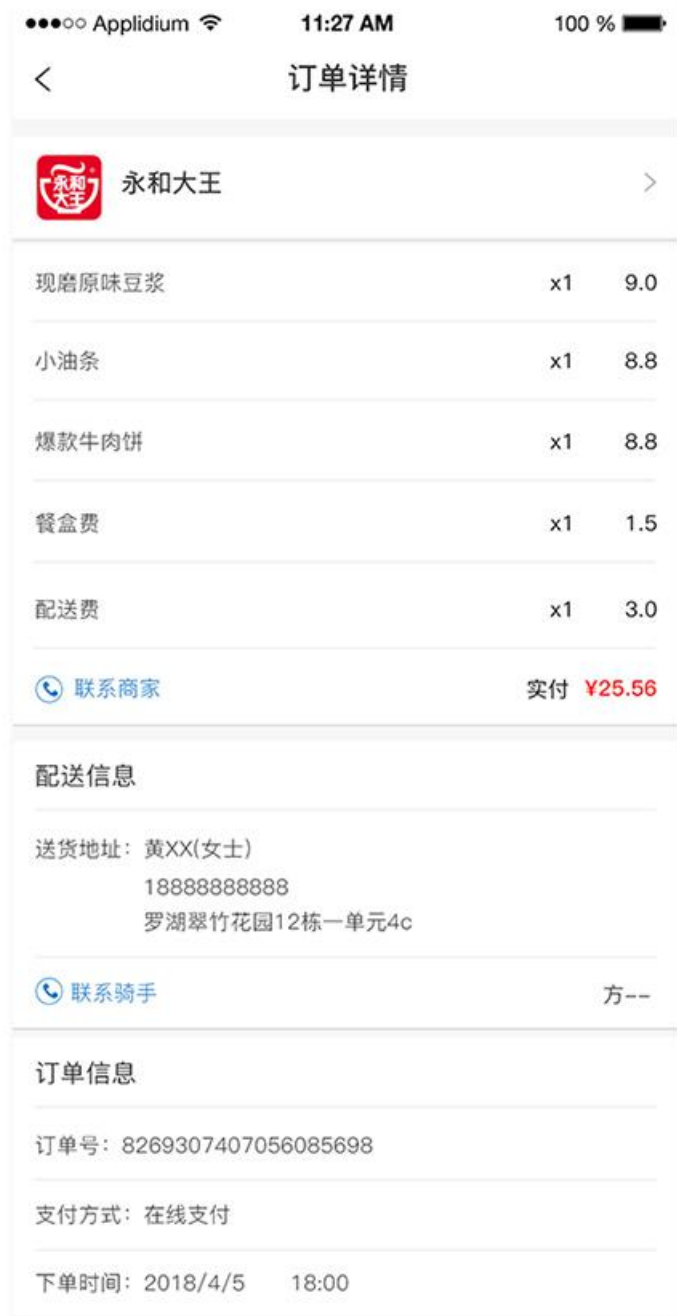 Applidium 11:27 AM 100 %
订单详情
永和
大王
永和大王
现磨原味豆浆 x1 9.0
小油条 x1 8.8
爆款牛肉饼 x1 8.8
餐盒费 x1 1.5
配送费 x1 3.0
联系商家 实付 ¥25.56
配送信息
送货地址: 黄XX(女士)
18888888888
罗湖翠竹花园12栋一单元4c
联系骑手 方--
订单信息
订单号: 8269307407056085698
支付方式: 在线支付
下单时间: 2018/4/5 18:00